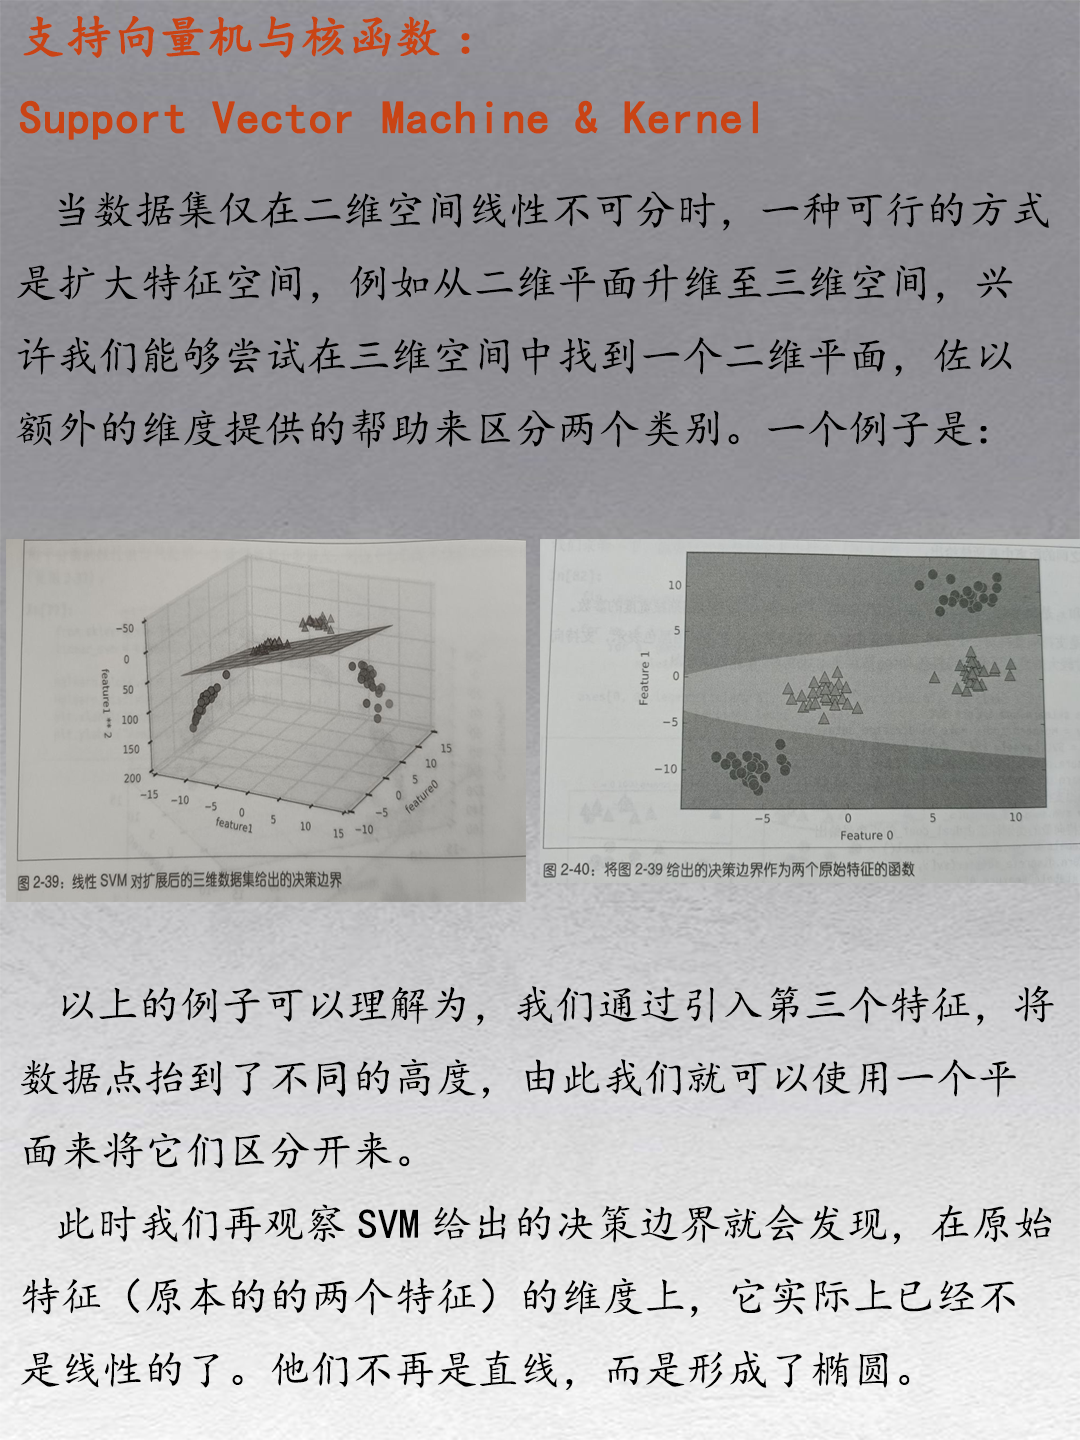 支持向量机与核函数：
Support Vector Machine & Kernel
当数据集仅在二维空间线性不可分时，一种可行的方式
是扩大特征空间，例如从二维平面升维至三维空间，兴
许我们能够尝试在三维空间中找到一个二维平面，佐以
额外的维度提供的帮助来区分两个类别。一个例子是：
−50
0
50
100
150
200
feature1 ** 2
−15
−10
−5
0
5
10
15
feature1
−10
−5
0
5
10
15
feature0
图 2-39：线性 SVM 对扩展后的三维数据集给出的决策边界
10
5
0
−5
−10
Feature 1
−5
0
5
10
Feature 0
图 2-40：将图 2-39 给出的决策边界作为两个原始特征的函数
以上的例子可以理解为，我们通过引入第三个特征，将
数据点抬到了不同的高度，由此我们就可以使用一个平
面来将它们区分开来。
此时我们再观察 SVM 给出的决策边界就会发现，在原始
特征（原本的的两个特征）的维度上，它实际上已经不
是线性的了。他们不再是直线，而是形成了椭圆。